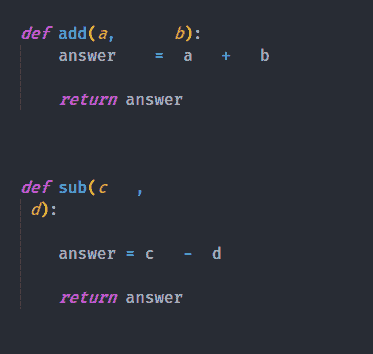 def add(a,      b):
    answer    =  a   +   b
    return answer
def sub(c   ,
 d):
    answer = c   -  d
    return answer